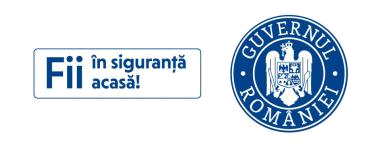 Fii în siguranță
acasă!
GUVERNUL
ROMÂNIEI